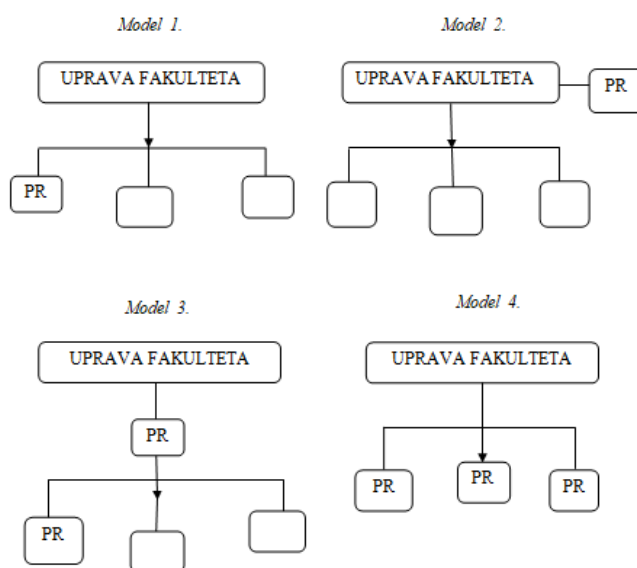 Model 1.
UPRAVA FAKULTETA
PR
Model 2.
UPRAVA FAKULTETA
PR
Model 3.
UPRAVA FAKULTETA
PR
PR
Model 4.
UPRAVA FAKULTETA
PR
PR
PR